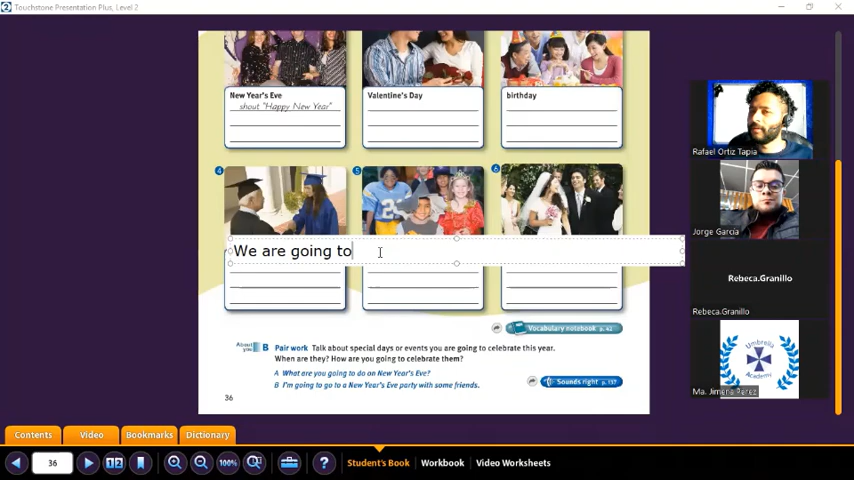 Touchstone Presentation Plus, Level 2
New Year's Eve
shout "Happy New Year"
Valentine's Day
birthday
4
5
6
We are going to
Vocabulary notebook p. 42
About you
B Pair work Talk about special days or events you are going to celebrate this year.
When are they? How are you going to celebrate them?
A What are you going to do on New Year's Eve?
B I'm going to go to a New Year's Eve party with some friends.
Sounds right p. 137
36
Rafael Ortiz Tapia
Jorge García
Rebeca.Granillo
Rebeca.Granillo
Umbrella
Academy
Ma. Jimena Perez
Contents
Video
Bookmarks
Dictionary
36
12
100%
?
Student's Book
Workbook
Video Worksheets